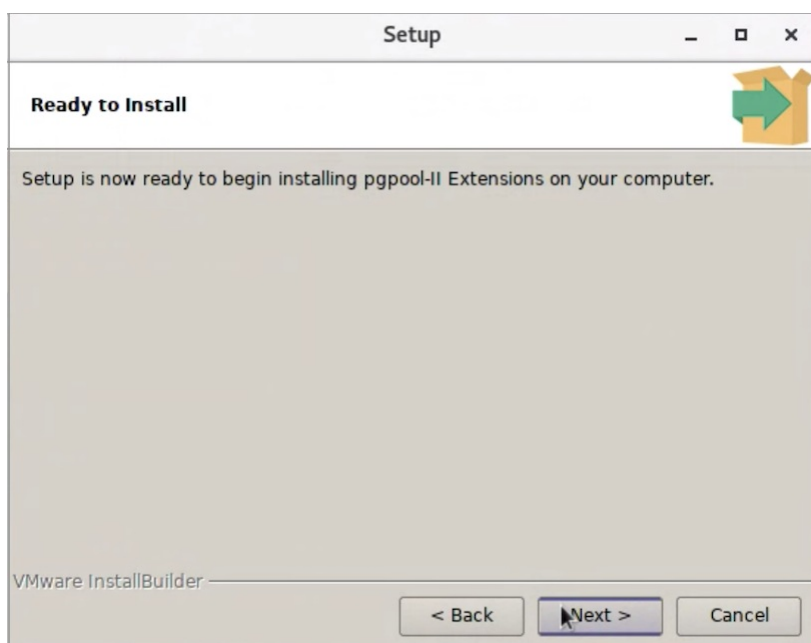 Setup
Ready to Install
Setup is now ready to begin installing pgpool-II Extensions on your computer.
VMware InstallBuilder
< Back
Next >
Cancel